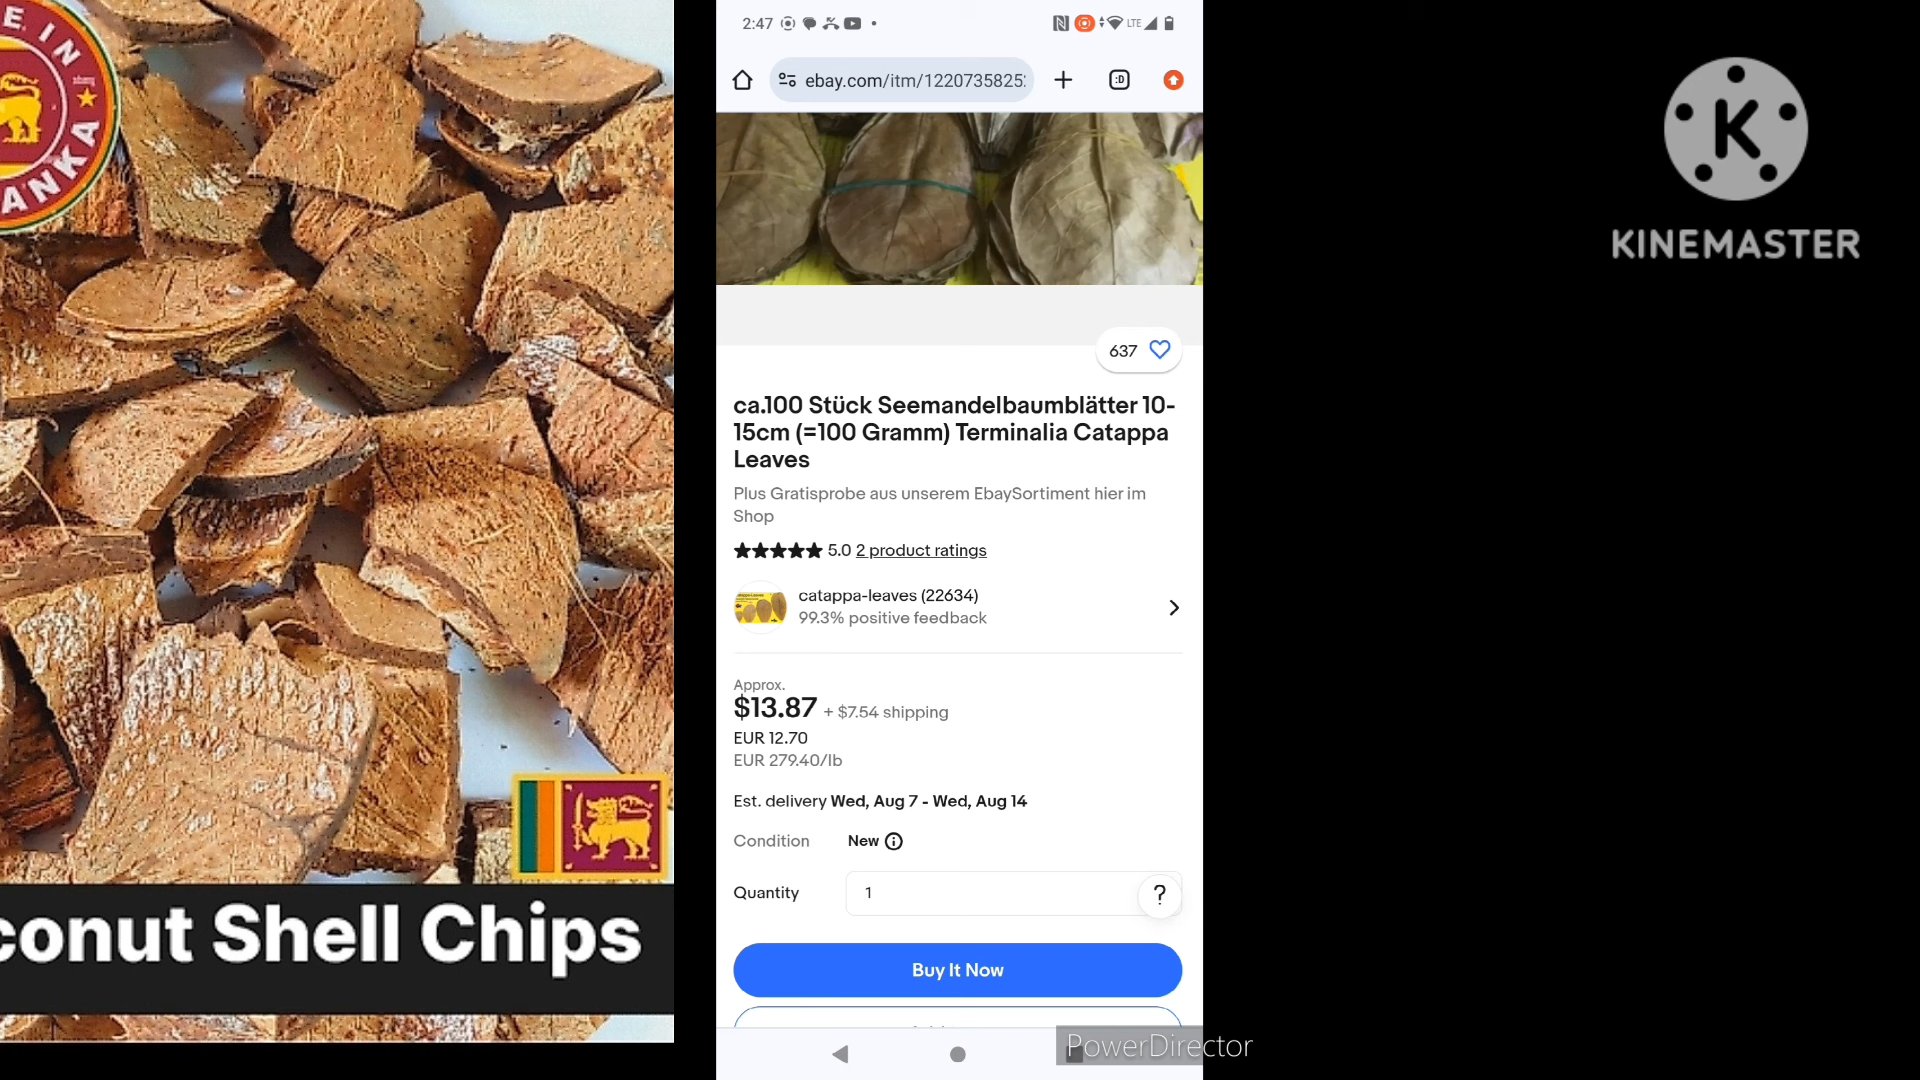 E IN
ANKA
conut Shell Chips
2:47
LTE
ebay.com/itm/1220735825
:D
637
ca.100 Stück Seemandelbaumblätter 10-
15cm (=100 Gramm) Terminalia Catappa
Leaves
Plus Gratisprobe aus unserem EbaySortiment hier im
Shop
5.0 2 product ratings
catappa-leaves (22634)
99.3% positive feedback
Approx.
$13.87 + $7.54 shipping
EUR 12.70
EUR 279.40/lb
Est. delivery Wed, Aug 7 - Wed, Aug 14
Condition New
Quantity 1
?
Buy It Now
PowerDirector
K
KINEMASTER